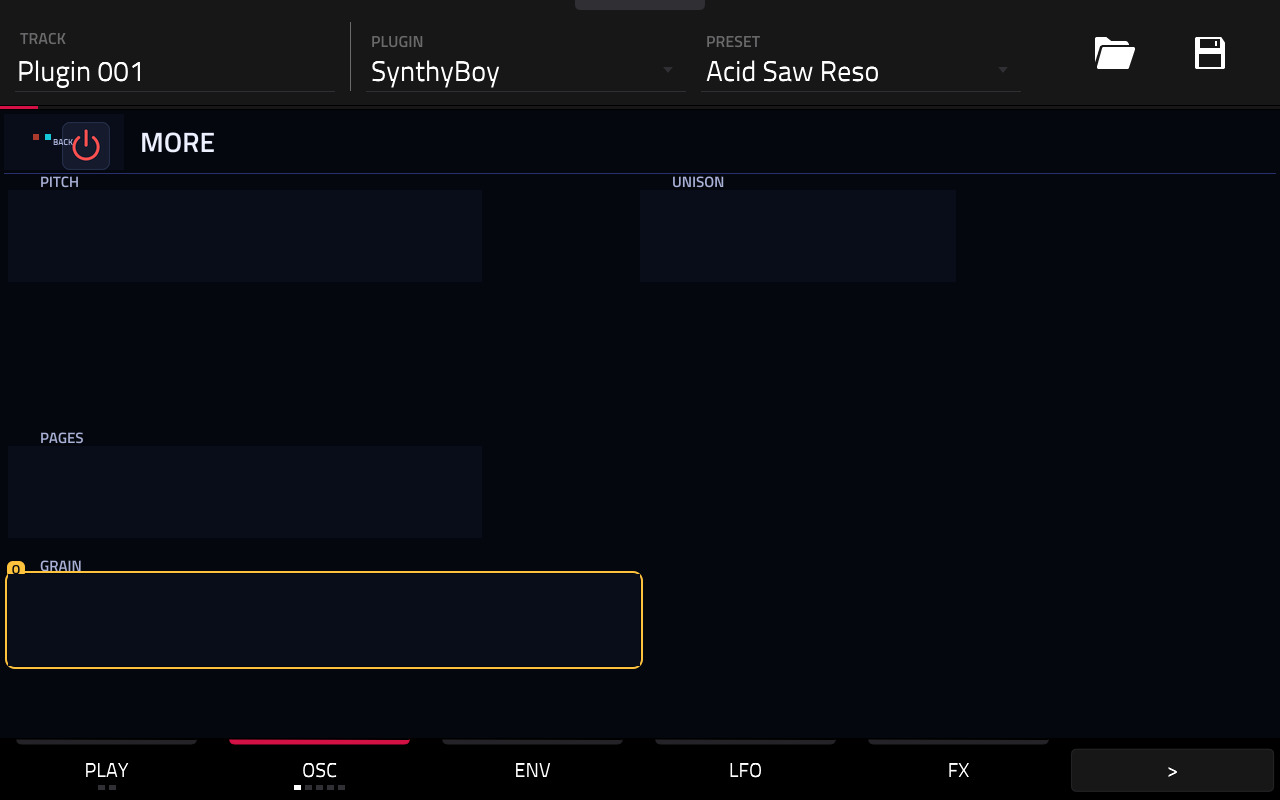 TRACK
Plugin 001
PLUGIN
SynthyBoy
PRESET
Acid Saw Reso
BACK
MORE
PITCH
UNISON
PAGES
GRAIN
PLAY
OSC
ENV
LFO
FX
>